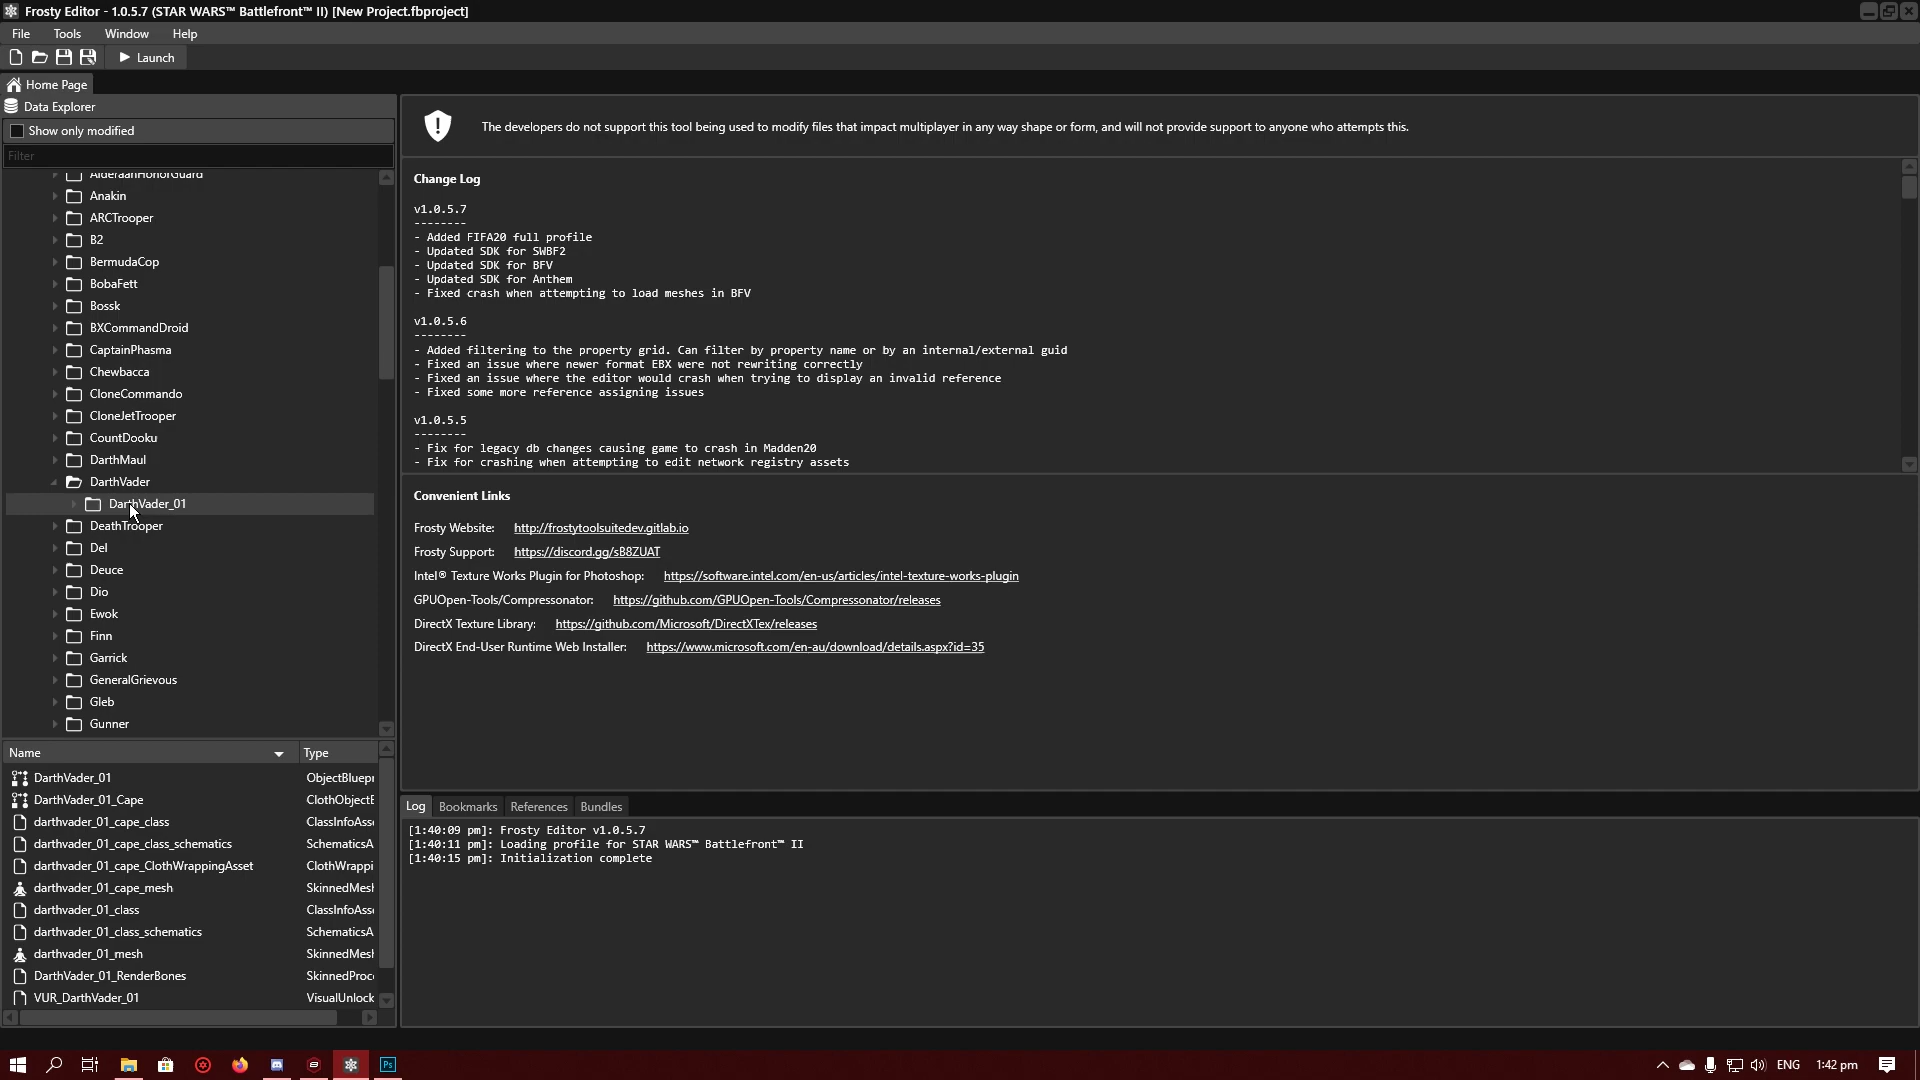 Frosty Editor - 1.0.5.7 (STAR WARS™ Battlefront™ II) [New Project.fbproject]
File Tools Window Help
Launch
Home Page
Data Explorer
Show only modified
Filter
AlderaanHonorGuard
Anakin
ARCTrooper
B2
BermudaCop
BobaFett
Bossk
BXCommandDroid
CaptainPhasma
Chewbacca
CloneCommando
CloneJetTrooper
CountDooku
DarthMaul
DarthVader
DarthVader_01
DeathTrooper
Del
Deuce
Dio
Ewok
Finn
Garrick
GeneralGrievous
Gleb
Gunner
Name Type
DarthVader_01 ObjectBluepr
DarthVader_01_Cape ClothObjectE
darthvader_01_cape_class ClassInfoAss
darthvader_01_cape_class_schematics SchematicsA
darthvader_01_cape_ClothWrappingAsset ClothWrappi
darthvader_01_cape_mesh SkinnedMesh
darthvader_01_class ClassInfoAss
darthvader_01_class_schematics SchematicsA
darthvader_01_mesh SkinnedMesh
DarthVader_01_RenderBones SkinnedProc
VUR_DarthVader_01 VisualUnlock
The developers do not support this tool being used to modify files that impact multiplayer in any way shape or form, and will not provide support to anyone who attempts this.
Change Log
v1.0.5.7
--------
- Added FIFA20 full profile
- Updated SDK for SWBF2
- Updated SDK for BFV
- Updated SDK for Anthem
- Fixed crash when attempting to load meshes in BFV
v1.0.5.6
--------
- Added filtering to the property grid. Can filter by property name or by an internal/external guid
- Fixed an issue where newer format EBX were not rewriting correctly
- Fixed an issue where the editor would crash when trying to display an invalid reference
- Fixed some more reference assigning issues
v1.0.5.5
--------
- Fix for legacy db changes causing game to crash in Madden20
- Fix for crashing when attempting to edit network registry assets
Convenient Links
Frosty Website: http://frostytoolsuitedev.gitlab.io
Frosty Support: https://discord.gg/sB8ZUAT
Intel® Texture Works Plugin for Photoshop: https://software.intel.com/en-us/articles/intel-texture-works-plugin
GPUOpen-Tools/Compressonator: https://github.com/GPUOpen-Tools/Compressonator/releases
DirectX Texture Library: https://github.com/Microsoft/DirectXTex/releases
DirectX End-User Runtime Web Installer: https://www.microsoft.com/en-au/download/details.aspx?id=35
Log Bookmarks References Bundles
[1:40:09 pm]: Frosty Editor v1.0.5.7
[1:40:11 pm]: Loading profile for STAR WARS™ Battlefront™ II
[1:40:15 pm]: Initialization complete
Ps
ENG 1:42 pm